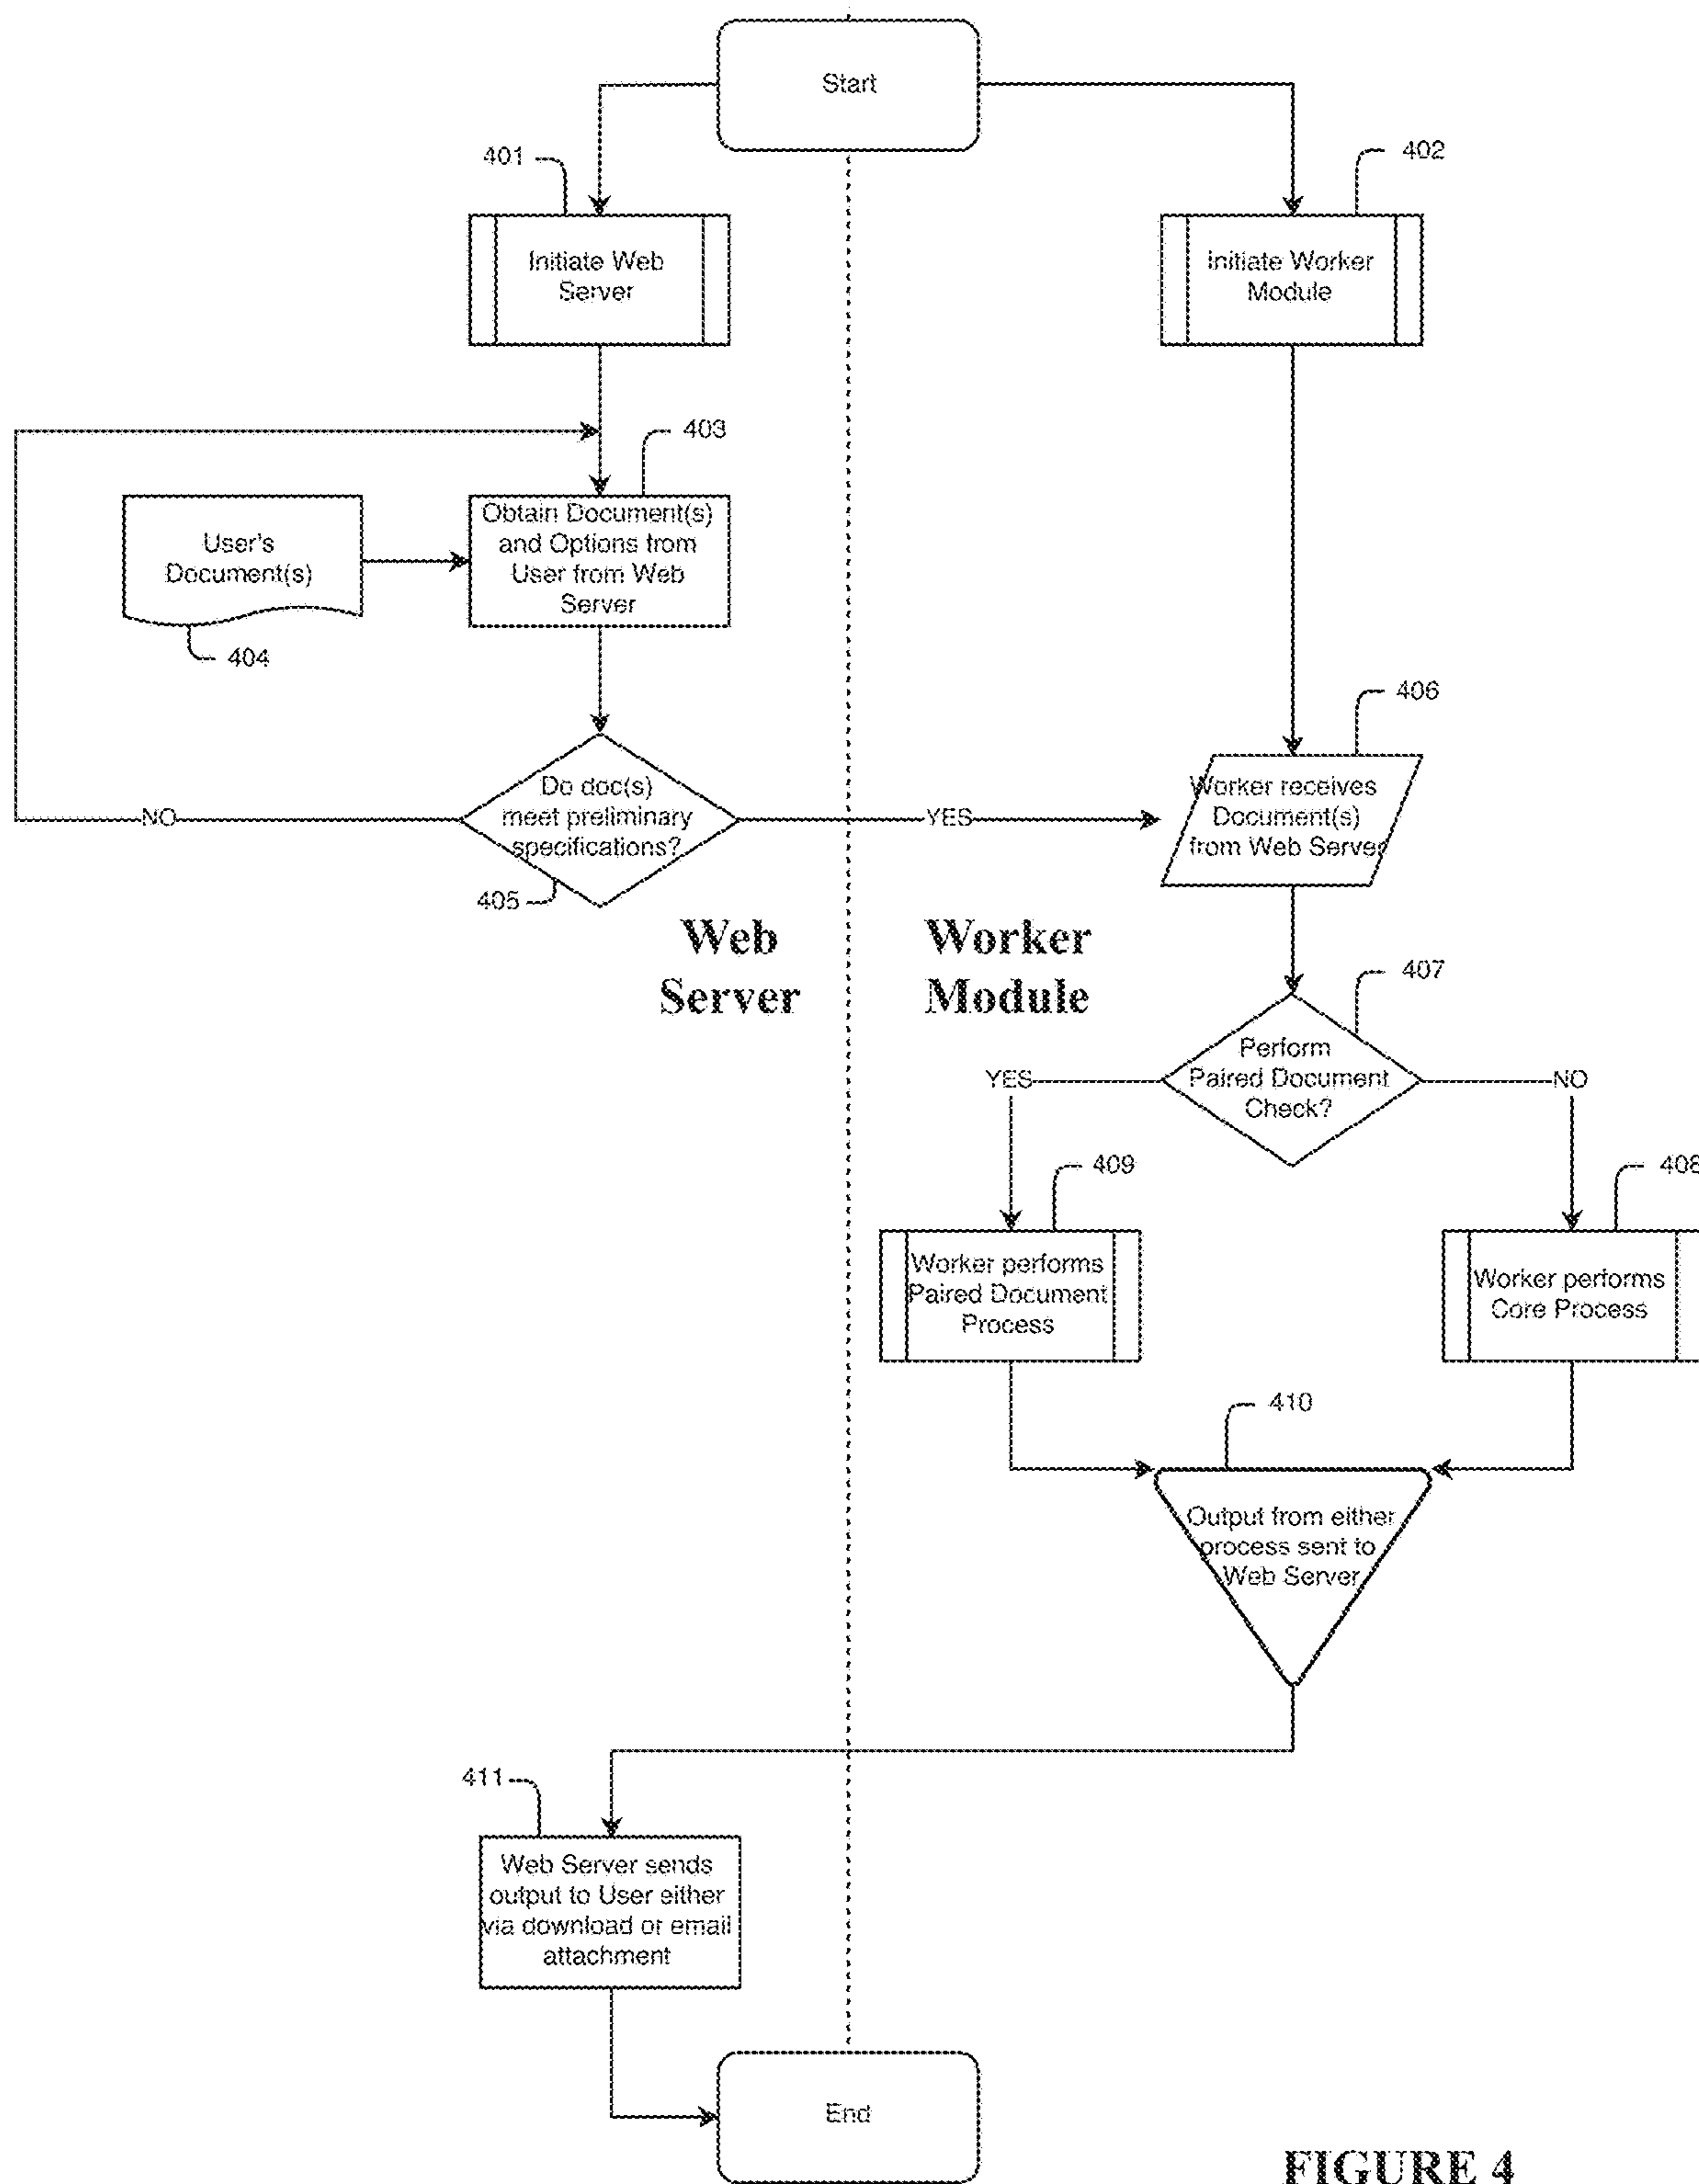 Start
401
402
Initiate Web
Server
Initiate Worker
Module
403
User's
Document(s)
Obtain Document(s)
and Options from
User from Web
Server
404
406
Do doc(s)
meet preliminary
specifications?
NO
YES
Worker receives
Document(s)
from Web Server
405
Web
Server
Worker
Module
407
Perform
Paired Document
Check?
YES
NO
409
408
Worker performs
Paired Document
Process
Worker performs
Core Process
410
Output from either
process sent to
Web Server
411
Web Server sends
output to User either
via download or email
attachment
End
FIGURE 4